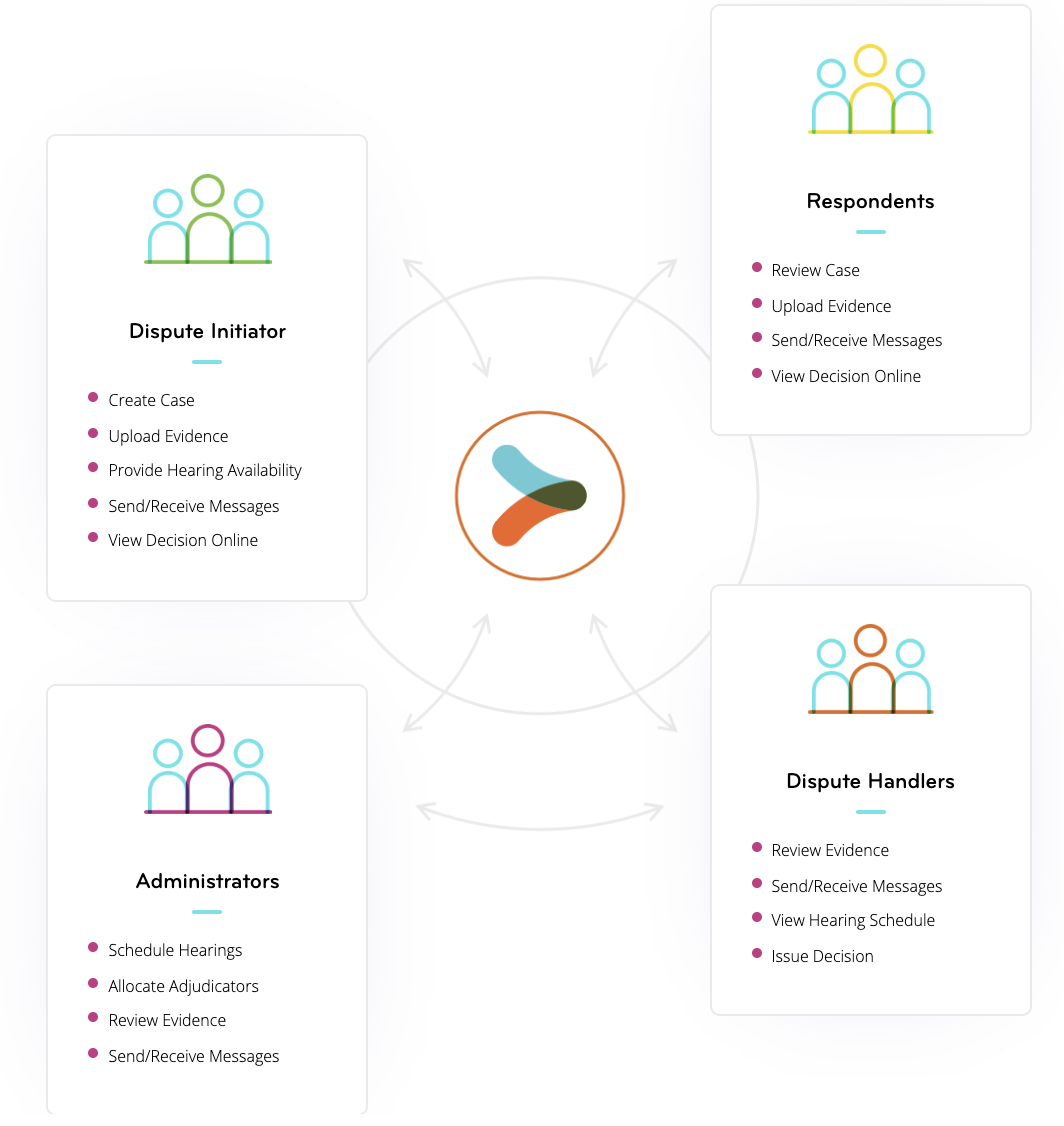 Dispute Initiator
Create Case
Upload Evidence
Provide Hearing Availability
Send/Receive Messages
View Decision Online
Respondents
Review Case
Upload Evidence
Send/Receive Messages
View Decision Online
Administrators
Schedule Hearings
Allocate Adjudicators
Review Evidence
Send/Receive Messages
Dispute Handlers
Review Evidence
Send/Receive Messages
View Hearing Schedule
Issue Decision